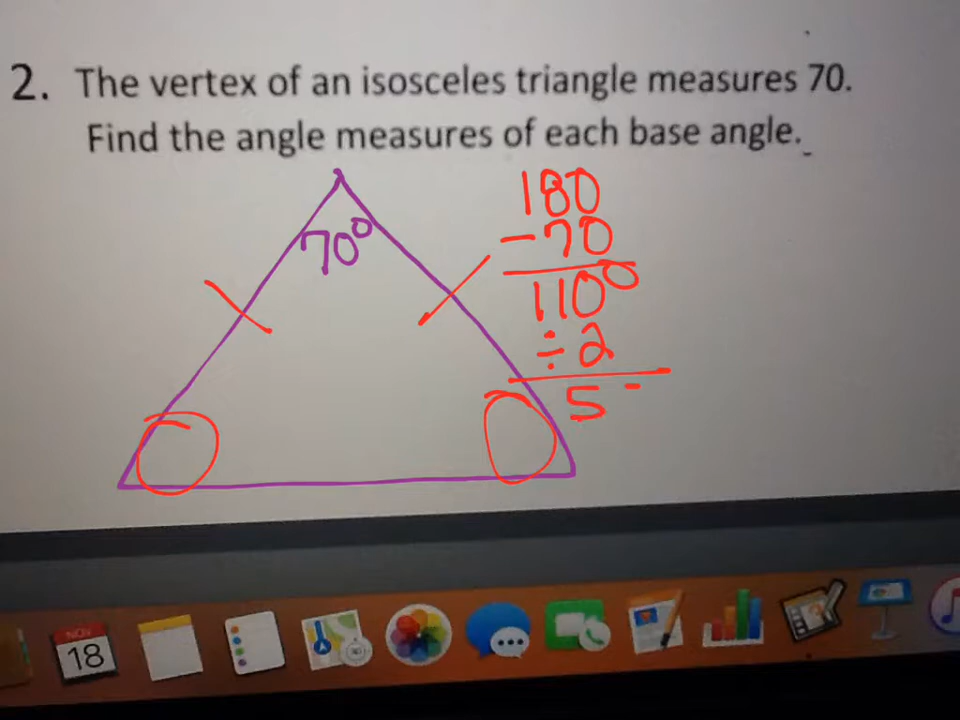 2. The vertex of an isosceles triangle measures 70.
Find the angle measures of each base angle.
70°
180
-70
110°
÷2
5
NOV
18